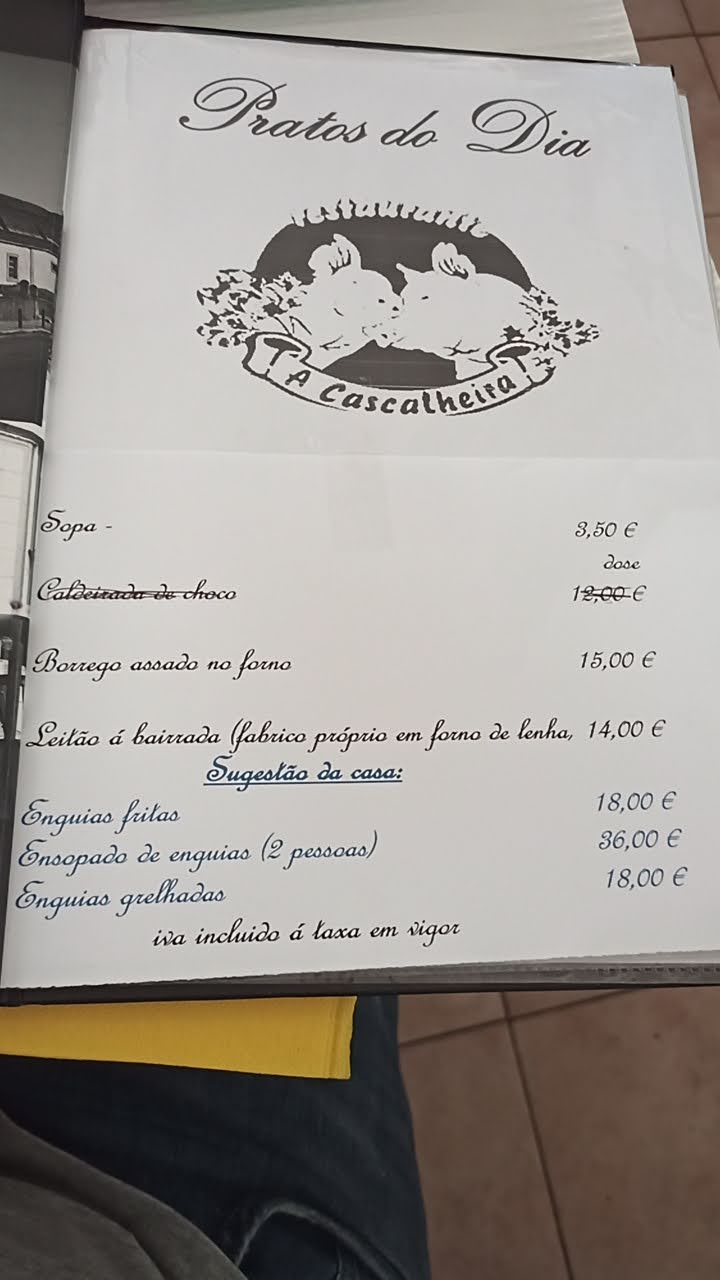 Pratos do Dia
restaurante
A Cascalheira
Sopa - 3,50 €
dose
Caldeirada de choco 12,00 €
Borrego assado no forno 15,00 €
Leitão á bairrada (fabrico próprio em forno de lenha, 14,00 €
Sugestão da casa:
Enguias fritas 18,00 €
Ensopado de enguias (2 pessoas) 36,00 €
Enguias grelhadas 18,00 €
iva incluido á taxa em vigor